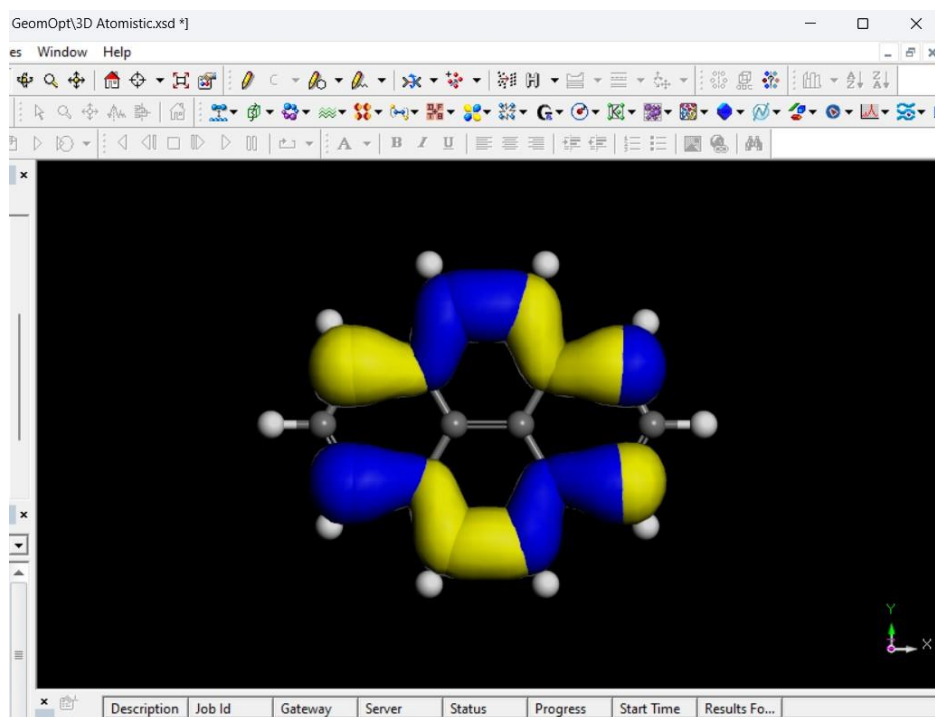 GeomOpt\3D Atomistic.xsd *]
es Window Help
A B I U
Y
X
Description Job Id Gateway Server Status Progress Start Time Results Fo...